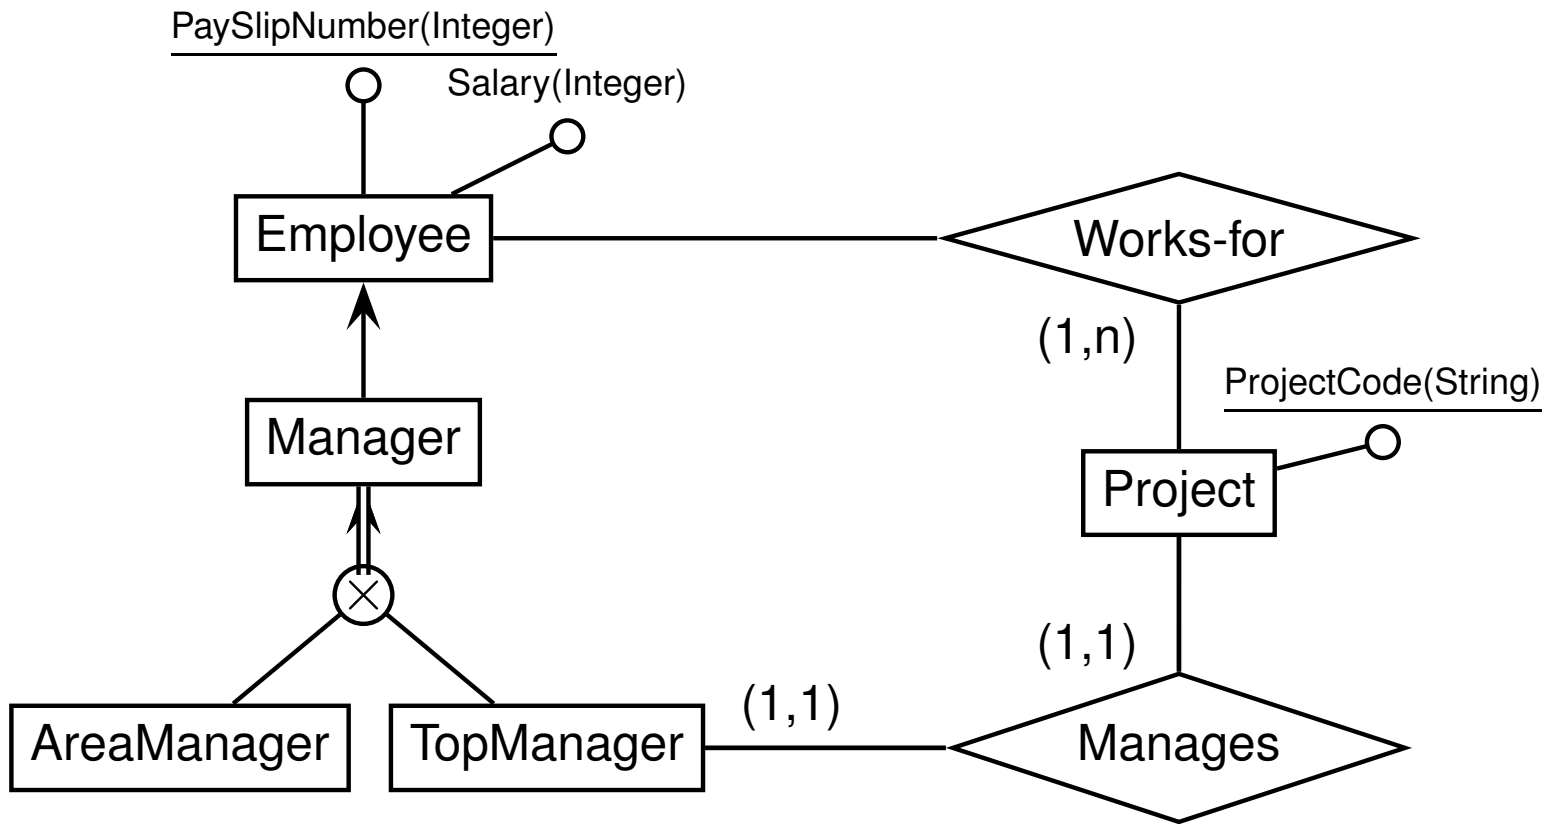 PaySlipNumber(Integer)
Salary(Integer)
Employee
Works-for
(1,n)
ProjectCode(String)
Manager
Project
(1,1)
(1,1)
AreaManager
TopManager
Manages